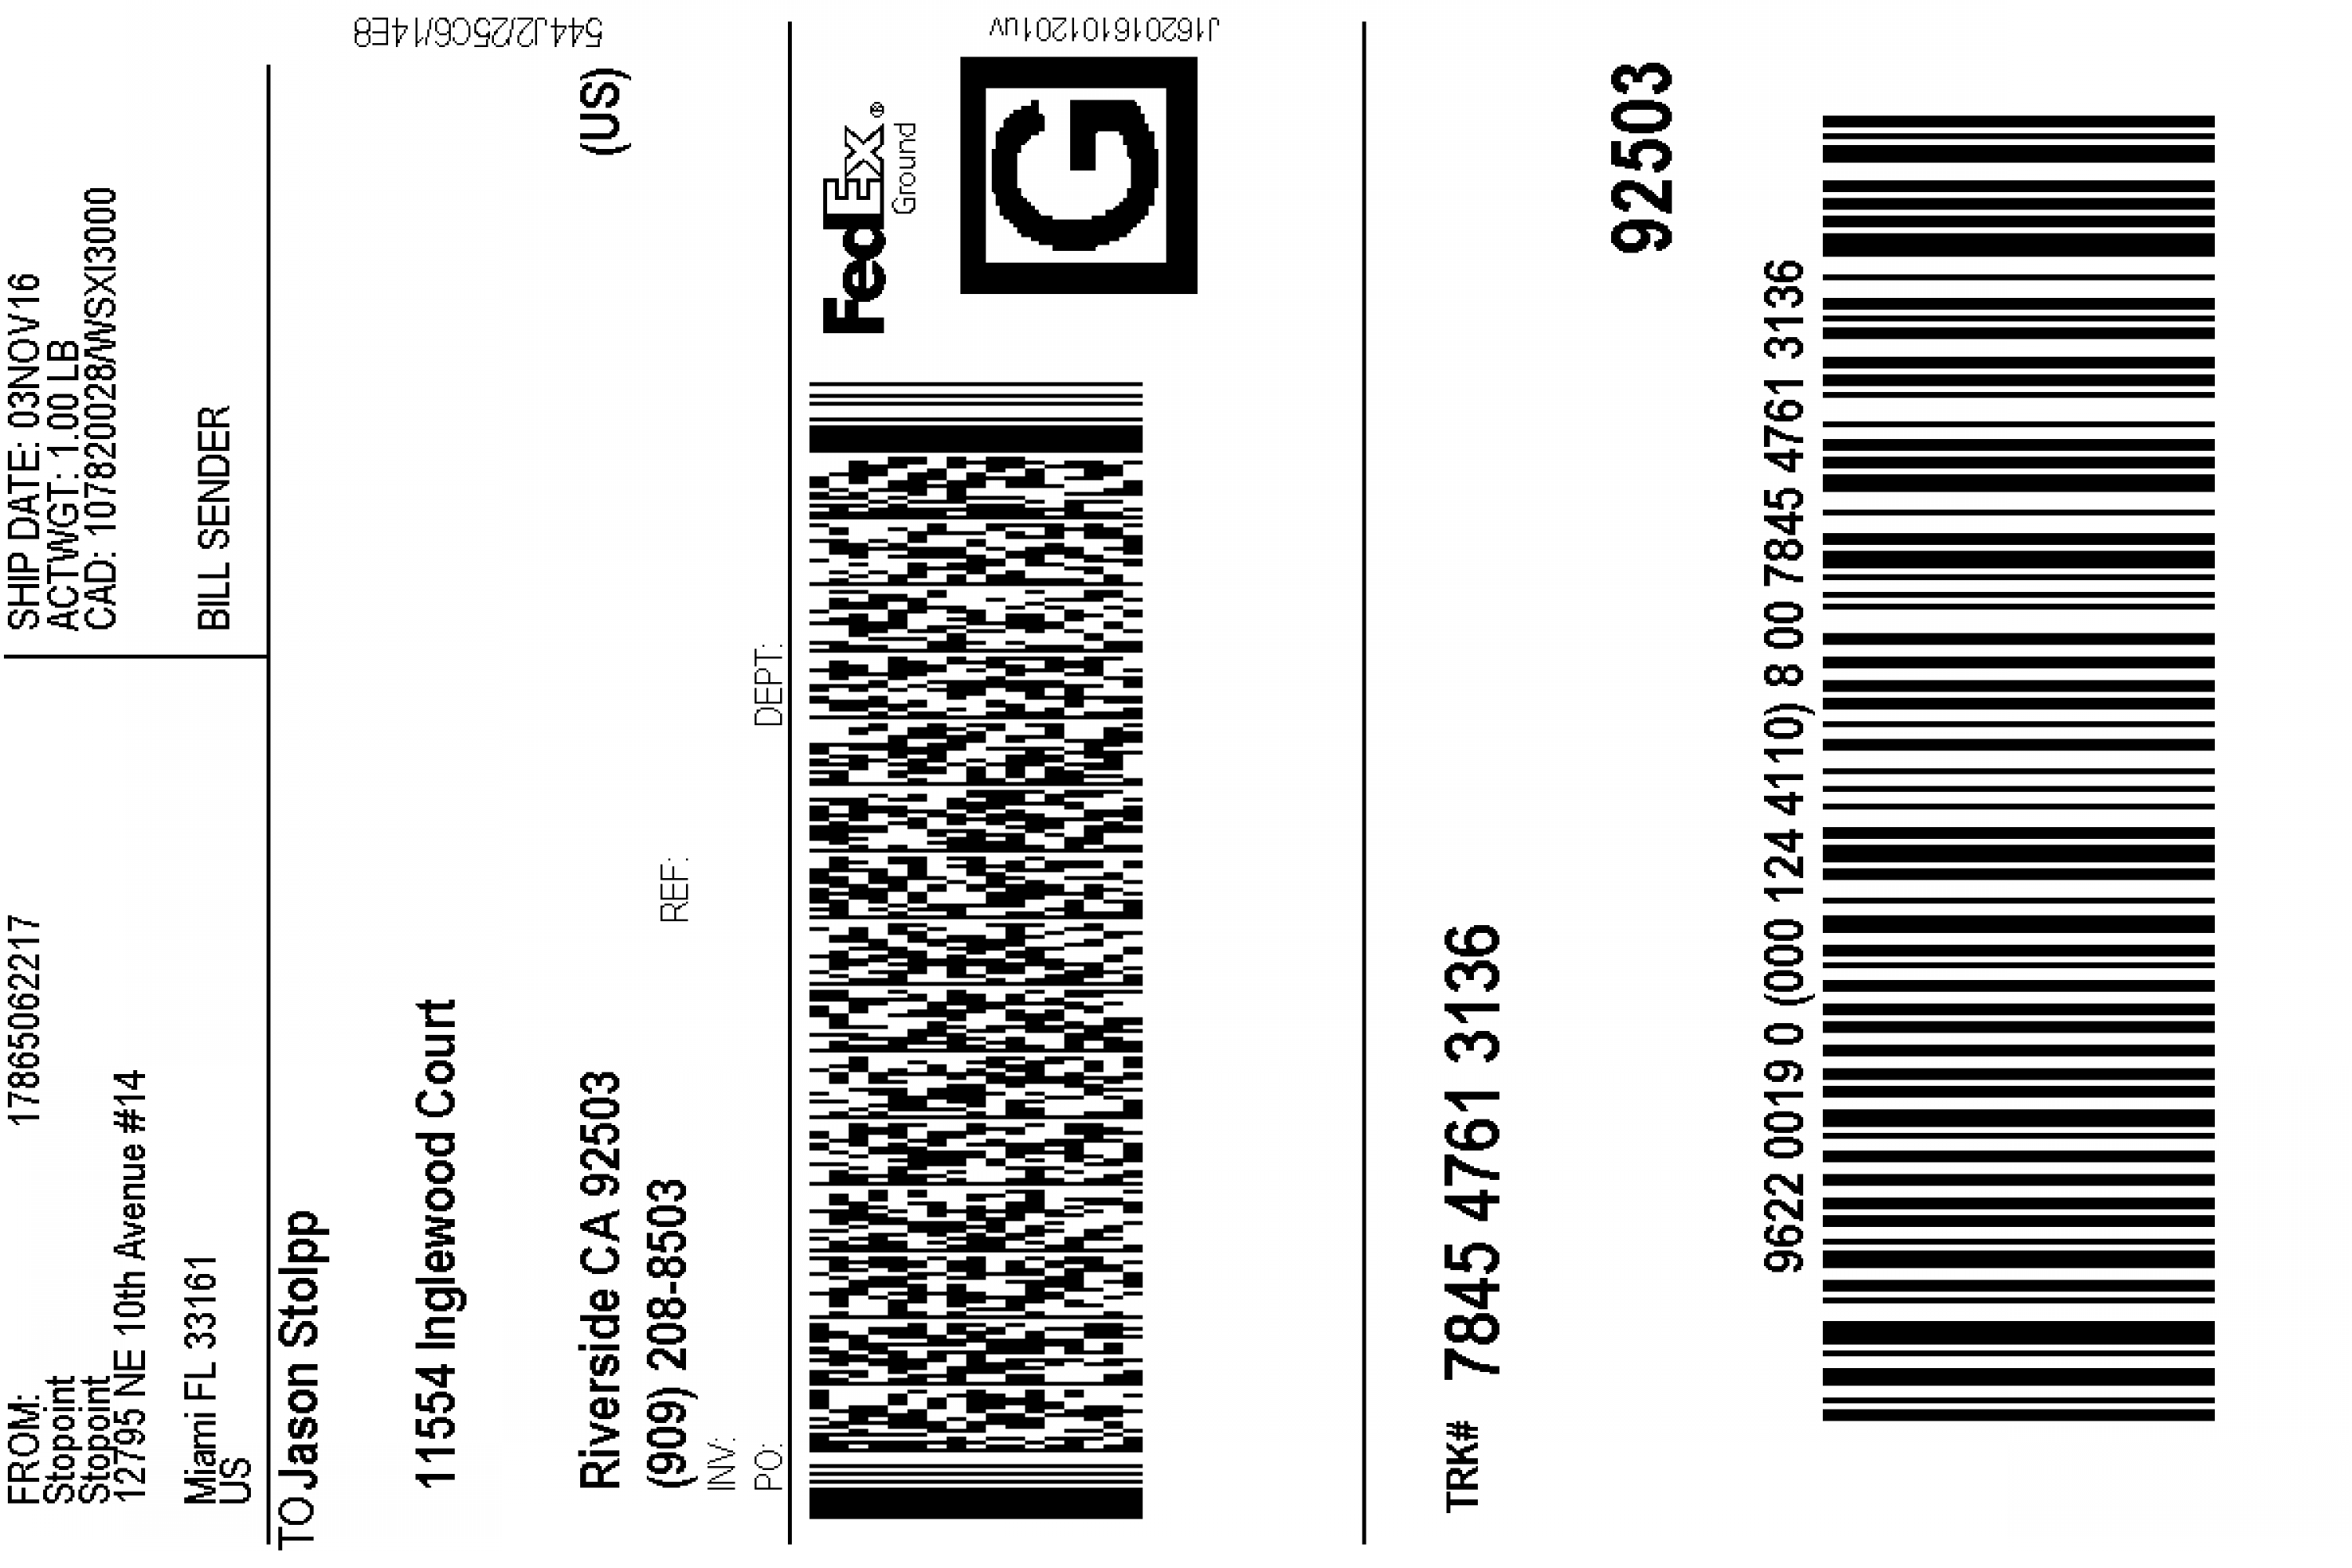 FROM: 17865062217
Stopoint
Stopoint
12795 NE 10th Avenue #14
Miami FL 33161
US
SHIP DATE: 03NOV16
ACTWGT: 1.00 LB
CAD: 107820028/WSXI3000
BILL SENDER
TO Jason Stolpp
11554 Inglewood Court
Riverside CA 92503 (US)
(909) 208-8503
REF:
INV:
PO: DEPT:
544J2/25C6/14E8
FedEx®
Ground
G
J162016101201uv
TRK# 7845 4761 3136
92503
9622 0019 0 (000 124 4110) 8 00 7845 4761 3136